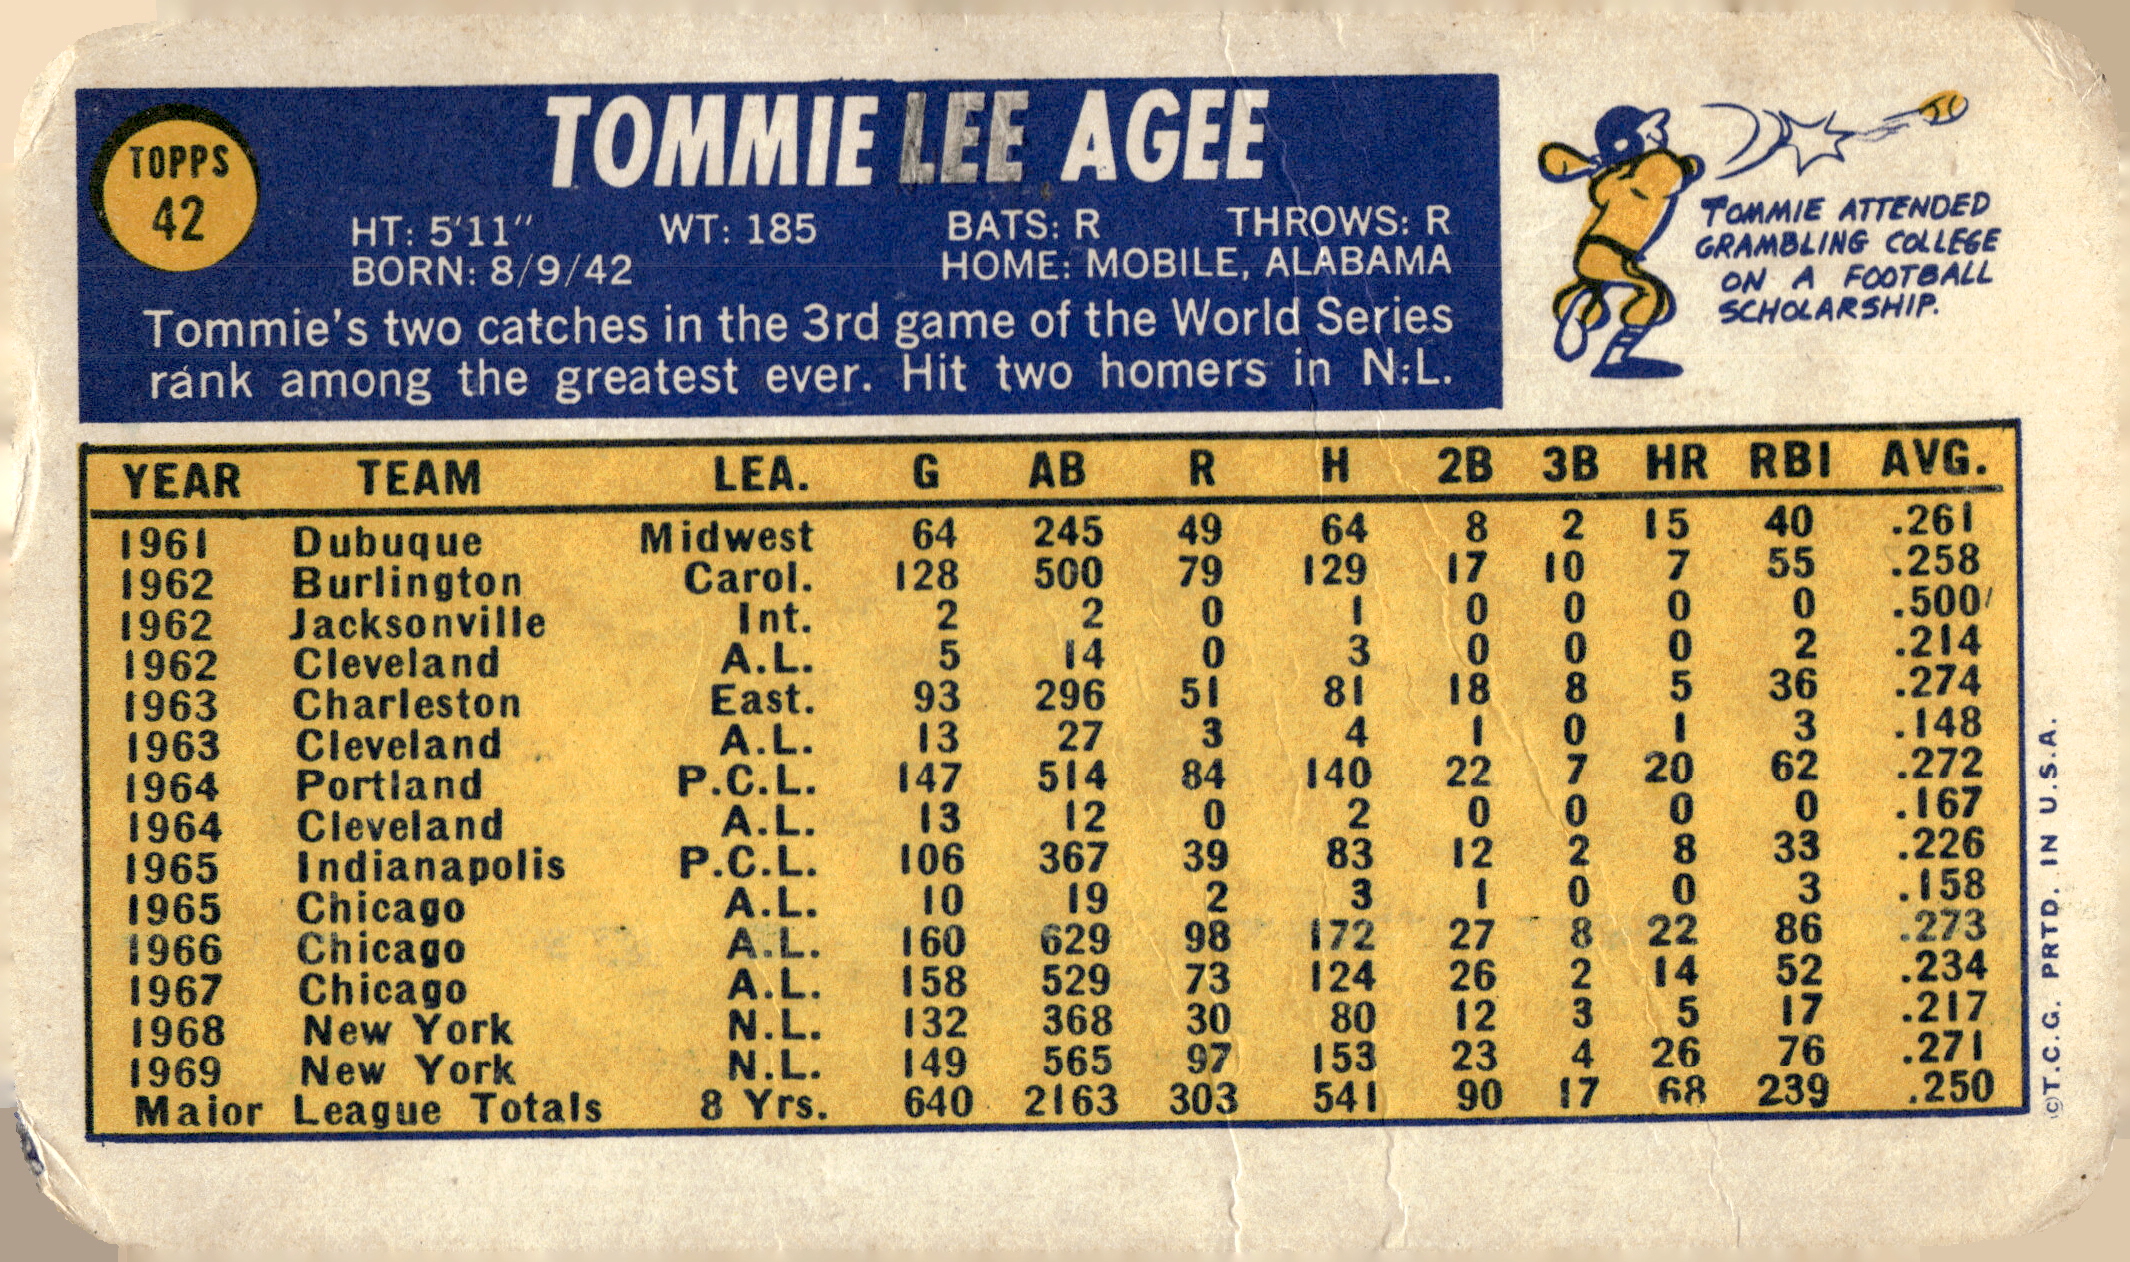 TOPPS
42
TOMMIE LEE AGEE
HT: 5'11" WT: 185 BATS: R THROWS: R
BORN: 8/9/42 HOME: MOBILE, ALABAMA
Tommie's two catches in the 3rd game of the World Series
rank among the greatest ever. Hit two homers in N.L.
TOMMIE ATTENDED
GRAMBLING COLLEGE
ON A FOOTBALL
SCHOLARSHIP.
YEAR TEAM LEA. G AB R H 2B 3B HR RBI AVG.
1961 Dubuque Midwest 64 245 49 64 8 2 15 40 .261
1962 Burlington Carol. 128 500 79 129 17 10 7 55 .258
1962 Jacksonville Int. 2 2 0 1 0 0 0 0 .500
1962 Cleveland A.L. 5 14 0 3 0 0 0 2 .214
1963 Charleston East. 93 296 51 81 18 8 5 36 .274
1963 Cleveland A.L. 13 27 3 4 1 0 1 3 .148
1964 Portland P.C.L. 147 514 84 140 22 7 20 62 .272
1964 Cleveland A.L. 13 12 0 2 0 0 0 0 .167
1965 Indianapolis P.C.L. 106 367 39 83 12 2 8 33 .226
1965 Chicago A.L. 10 19 2 3 1 0 0 3 .158
1966 Chicago A.L. 160 629 98 172 27 8 22 86 .273
1967 Chicago A.L. 158 529 73 124 26 2 14 52 .234
1968 New York N.L. 132 368 30 80 12 3 5 17 .217
1969 New York N.L. 149 565 97 153 23 4 26 76 .271
Major League Totals 8 Yrs. 640 2163 303 541 90 17 68 239 .250
©T.C.G. PRTD. IN U.S.A.